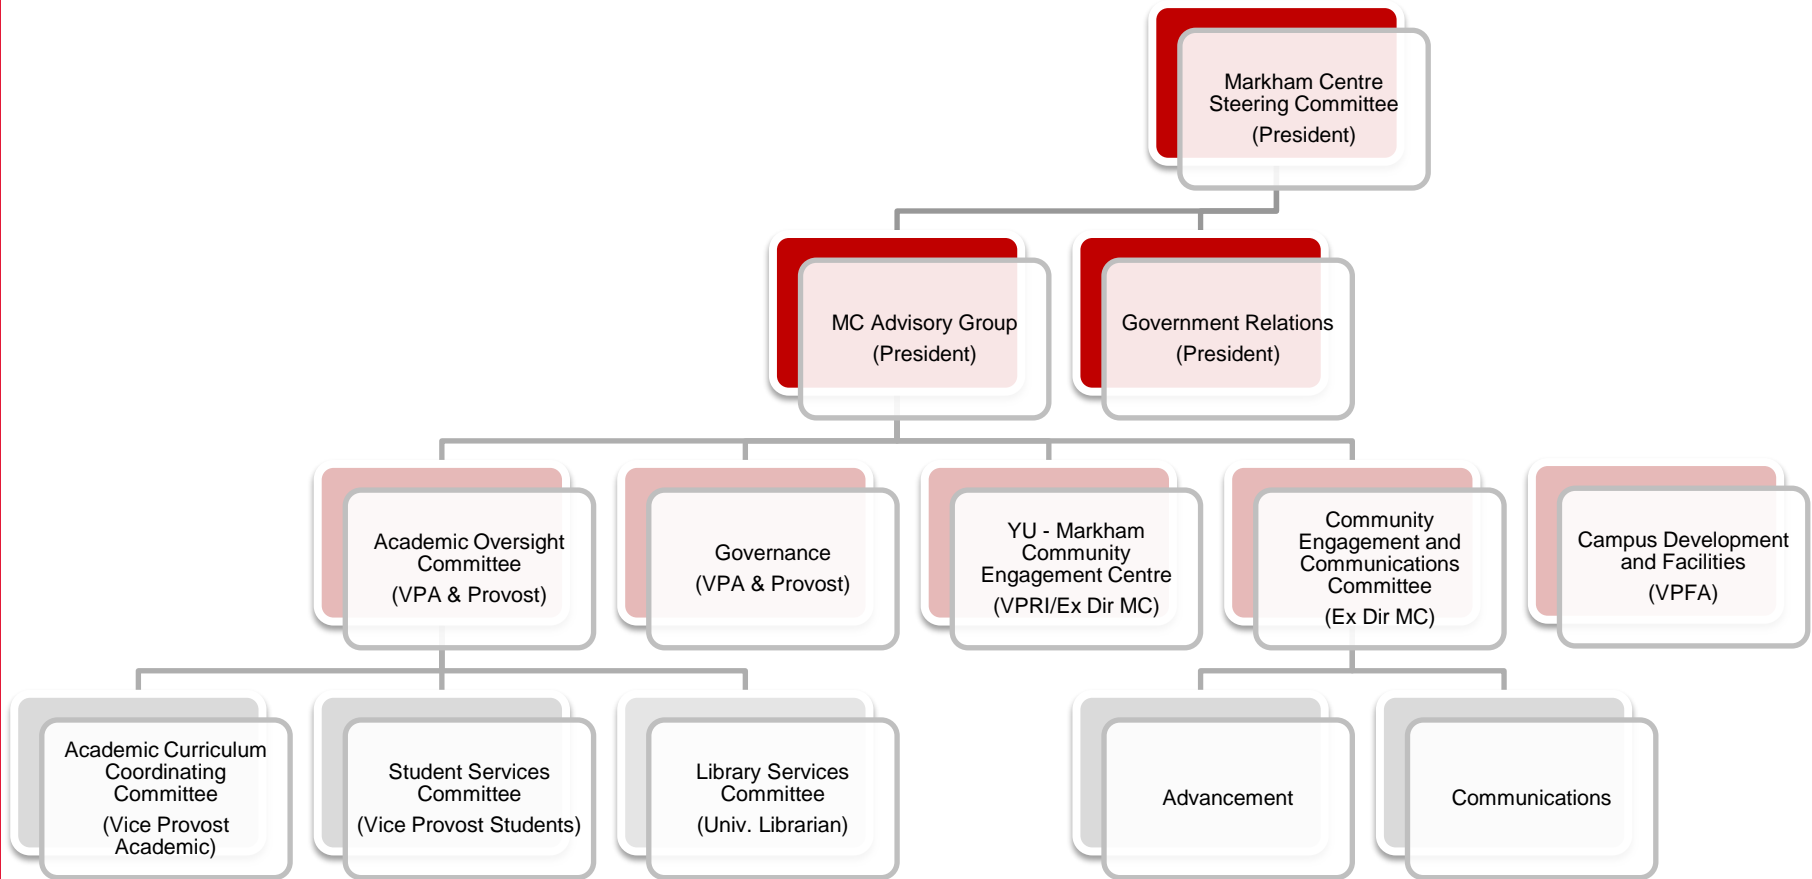 Markham Centre
Steering Committee
(President)
MC Advisory Group
(President)
Government Relations
(President)
Academic Oversight
Committee
(VPA & Provost)
Governance
(VPA & Provost)
YU - Markham
Community
Engagement Centre
(VPRI/Ex Dir MC)
Community
Engagement and
Communications
Committee
(Ex Dir MC)
Campus Development
and Facilities
(VPFA)
Academic Curriculum
Coordinating
Committee
(Vice Provost
Academic)
Student Services
Committee
(Vice Provost Students)
Library Services
Committee
(Univ. Librarian)
Advancement
Communications